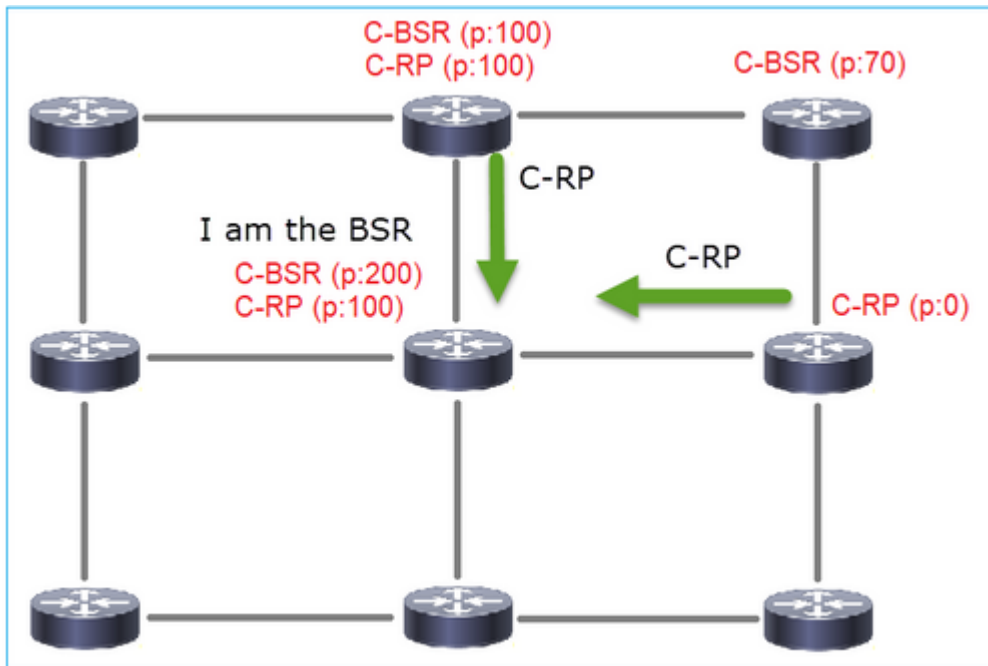 C-BSR (p:100)
C-RP (p:100)
C-BSR (p:70)
C-RP
I am the BSR
C-BSR (p:200)
C-RP (p:100)
C-RP
C-RP (p:0)